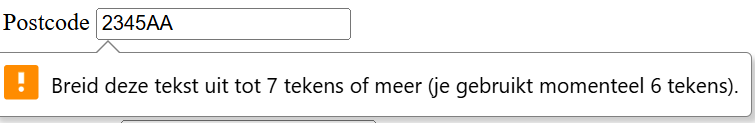 Postcode 2345AA
Breid deze tekst uit tot 7 tekens of meer (je gebruikt momenteel 6 tekens).